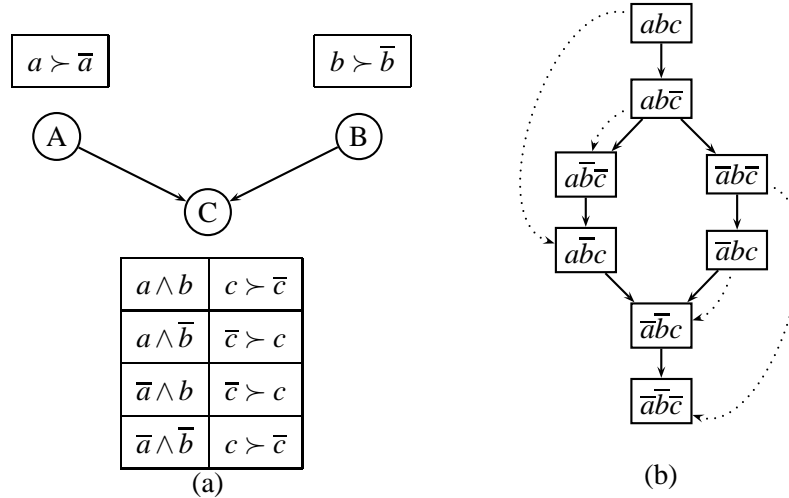 a ≻ a̅
b ≻ b̅
A
B
C
a ∧ b c ≻ c̅
a ∧ b̅ c̅ ≻ c
a̅ ∧ b c̅ ≻ c
a̅ ∧ b̅ c ≻ c̅
(a)
abc
abc̅
ab̅c̅
a̅bc̅
ab̅c
a̅bc
a̅b̅c
a̅b̅c̅
(b)